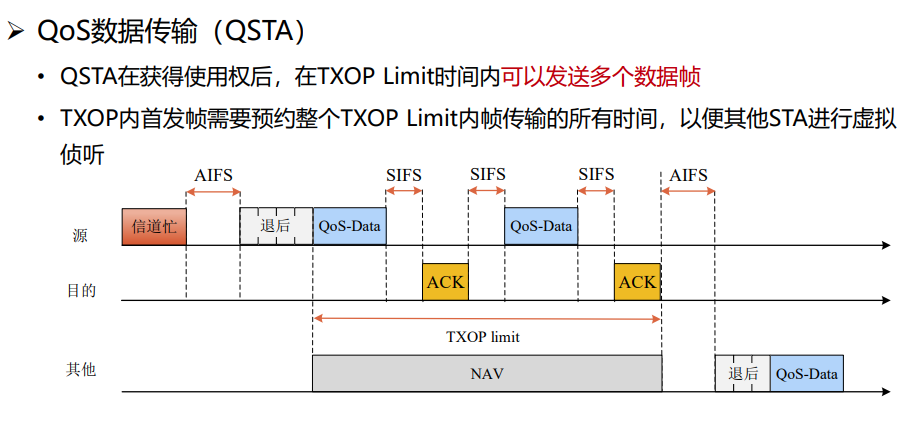 ➢ QoS数据传输（QSTA）
• QSTA在获得使用权后，在TXOP Limit时间内可以发送多个数据帧
• TXOP内首发帧需要预约整个TXOP Limit内帧传输的所有时间，以便其他STA进行虚拟
侦听
AIFS SIFS SIFS SIFS AIFS
源 信道忙 退后 QoS-Data QoS-Data
目的 ACK ACK
TXOP limit
其他 NAV 退后 QoS-Data